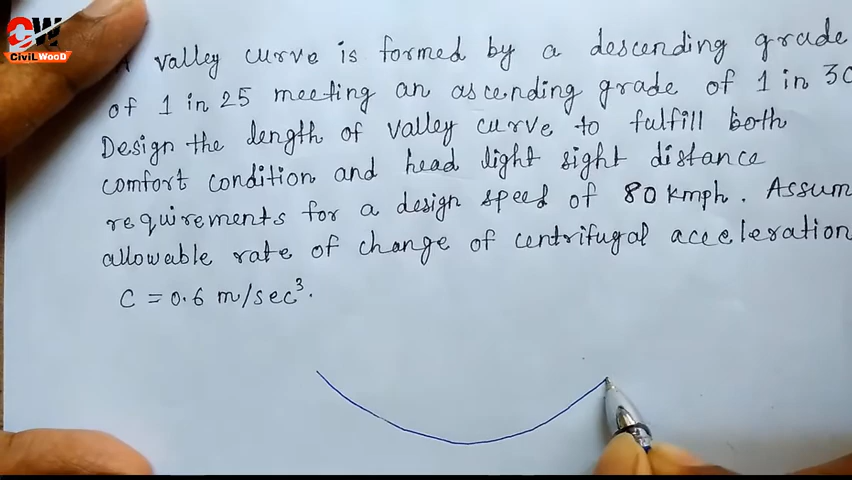 CW
CiViL WooD
valley curve is formed by a descending grade
of 1 in 25 meeting an ascending grade of 1 in 30
Design the length of valley curve to fulfill both
comfort condition and head light sight distance
requirements for a design speed of 80 kmph. Assum
allowable rate of change of centrifugal acceleration
C = 0.6 m/sec³.